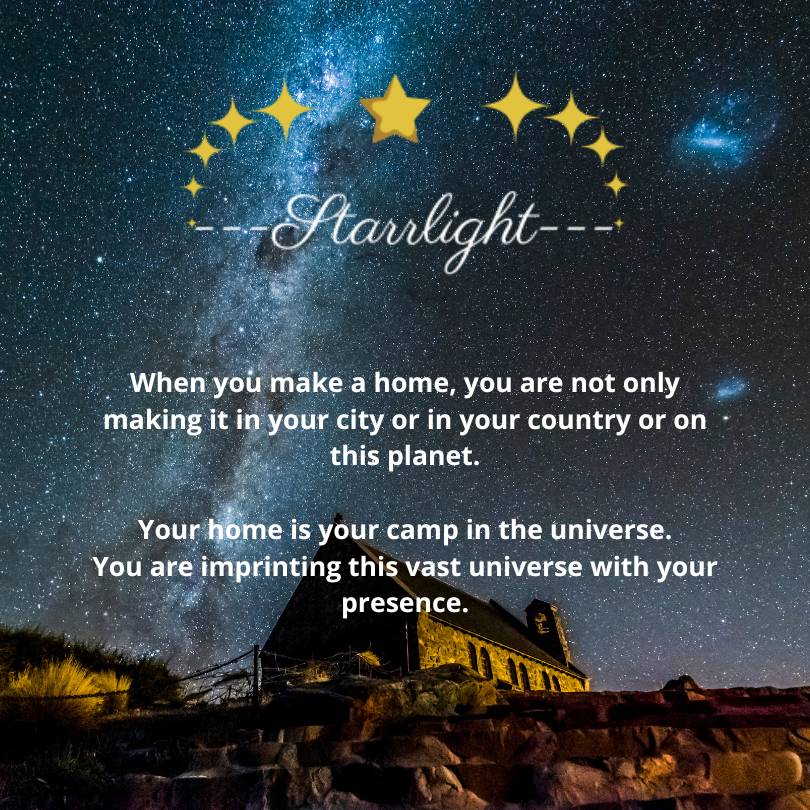 ---Starrlight---
When you make a home, you are not only
making it in your city or in your country or on
this planet.
Your home is your camp in the universe.
You are imprinting this vast universe with your
presence.